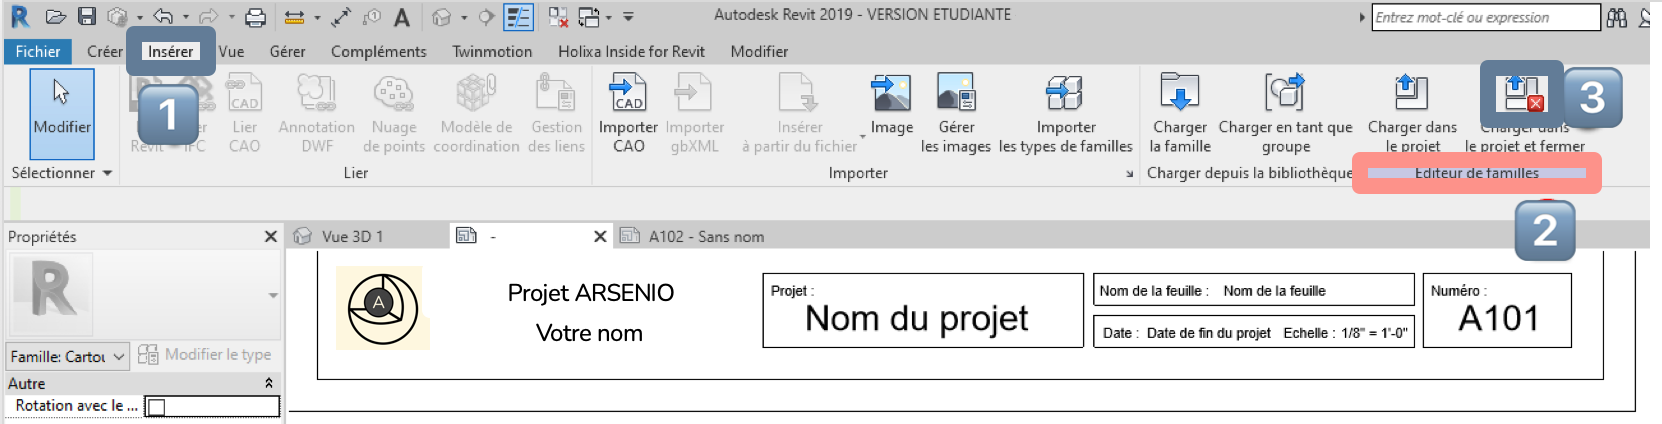 Autodesk Revit 2019 - VERSION ETUDIANTE
Entrez mot-clé ou expression
Fichier Créer Insérer Vue Gérer Compléments Twinmotion Holixa Inside for Revit Modifier
1
3
CAD
CAD
Modifier
Revit
IFC
Lier
CAO
Annotation
DWF
Nuage
de points
Modèle de
coordination
Gestion
des liens
Importer
CAO
Importer
gbXML
Insérer
à partir du fichier
Image
Gérer
les images
Importer
les types de familles
Charger
la famille
Charger en tant que
groupe
Charger dans
le projet
Charger dans
le projet et fermer
Sélectionner
Lier
Importer
Charger depuis la bibliothèque
Editeur de familles
2
Propriétés
Vue 3D 1
-
A102 - Sans nom
R
Famille: Cartou
Modifier le type
Autre
Rotation avec le ...
A
Projet ARSENIO
Votre nom
Projet :
Nom du projet
Nom de la feuille : Nom de la feuille
Date : Date de fin du projet Echelle : 1/8" = 1'-0"
Numéro :
A101